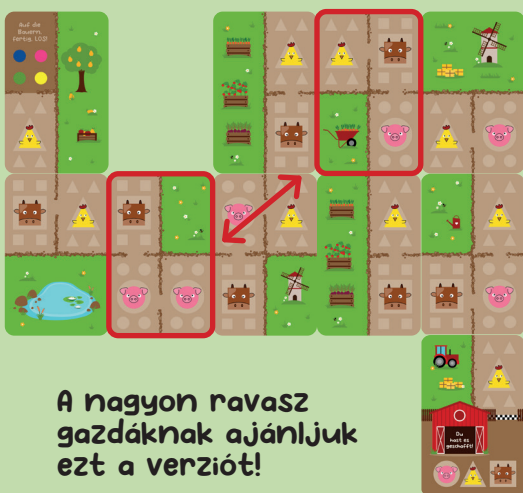 Auf die
Bauern,
fertig, LOS!
Du
hast es
geschafft!
A nagyon ravasz
gazdáknak ajánljuk
ezt a verziót!